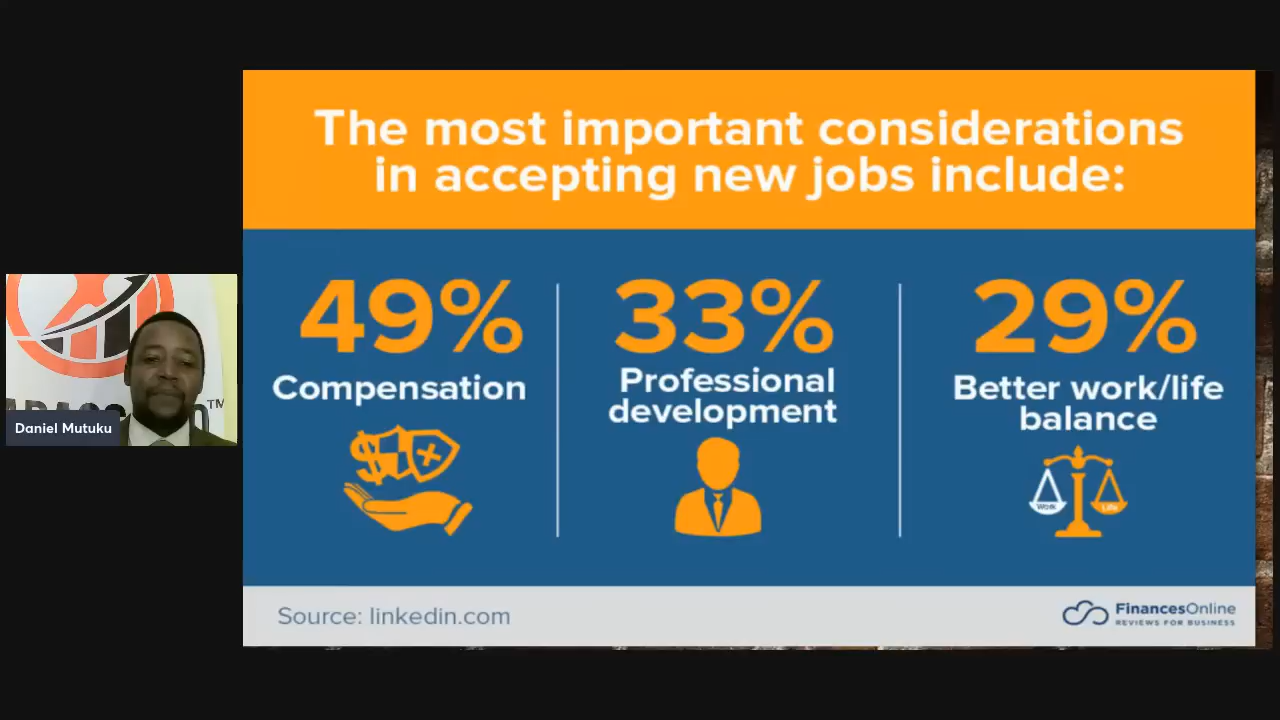 The most important considerations
in accepting new jobs include:
49%
Compensation
33%
Professional
development
29%
Better work/life
balance
Work
Life
Source: linkedin.com
FinancesOnline
REVIEWS FOR BUSINESS
TM
Daniel Mutuku